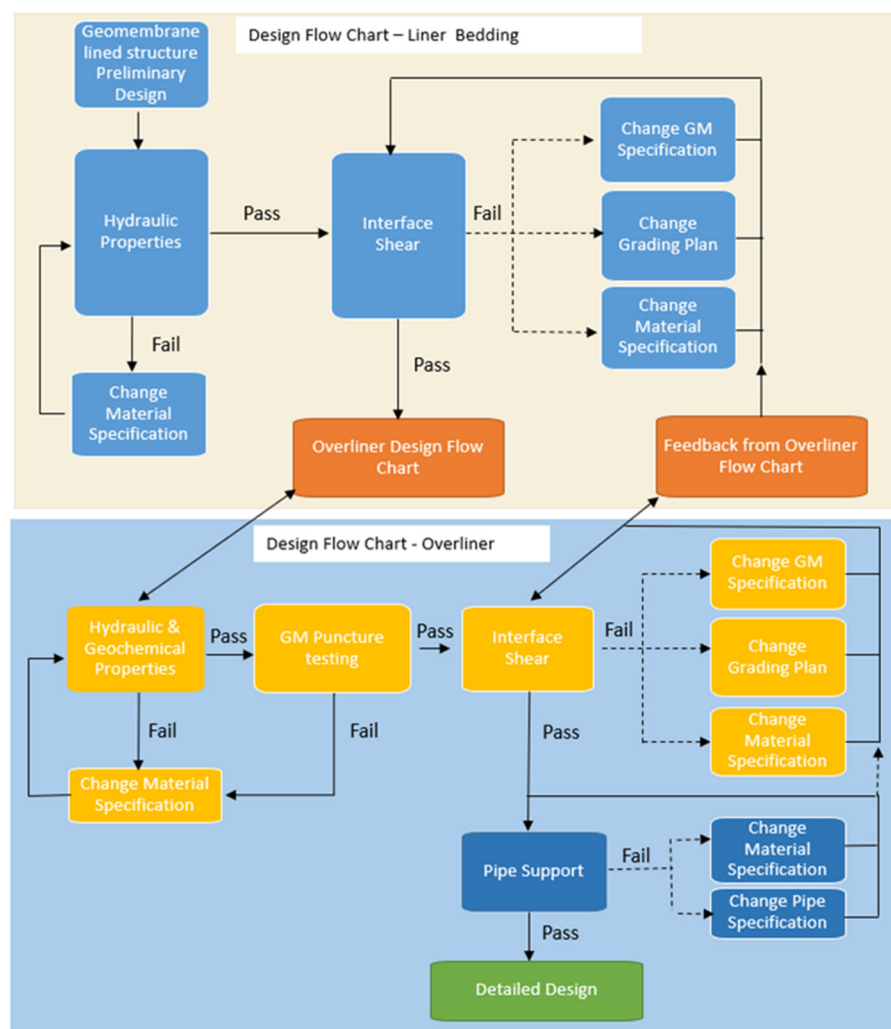 Design Flow Chart – Liner Bedding
Geomembrane
lined structure
Preliminary
Design
Hydraulic
Properties
Pass
Fail
Change
Material
Specification
Interface
Shear
Fail
Pass
Change GM
Specification
Change
Grading Plan
Change
Material
Specification
Overliner Design Flow
Chart
Feedback from Overliner
Flow Chart
Design Flow Chart - Overliner
Hydraulic &
Geochemical
Properties
Pass
Fail
GM Puncture
testing
Pass
Fail
Change Material
Specification
Interface
Shear
Fail
Pass
Change GM
Specification
Change
Grading Plan
Change
Material
Specification
Pipe Support
Fail
Pass
Change
Material
Specification
Change Pipe
Specification
Detailed Design